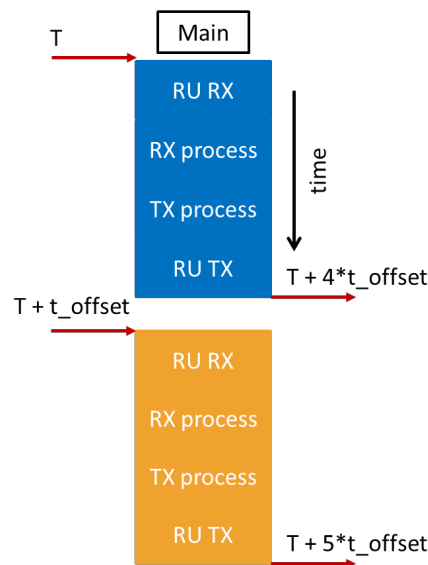 T
Main
RU RX
RX process
time
TX process
RU TX
T + 4*t_offset
T + t_offset
RU RX
RX process
TX process
RU TX
T + 5*t_offset